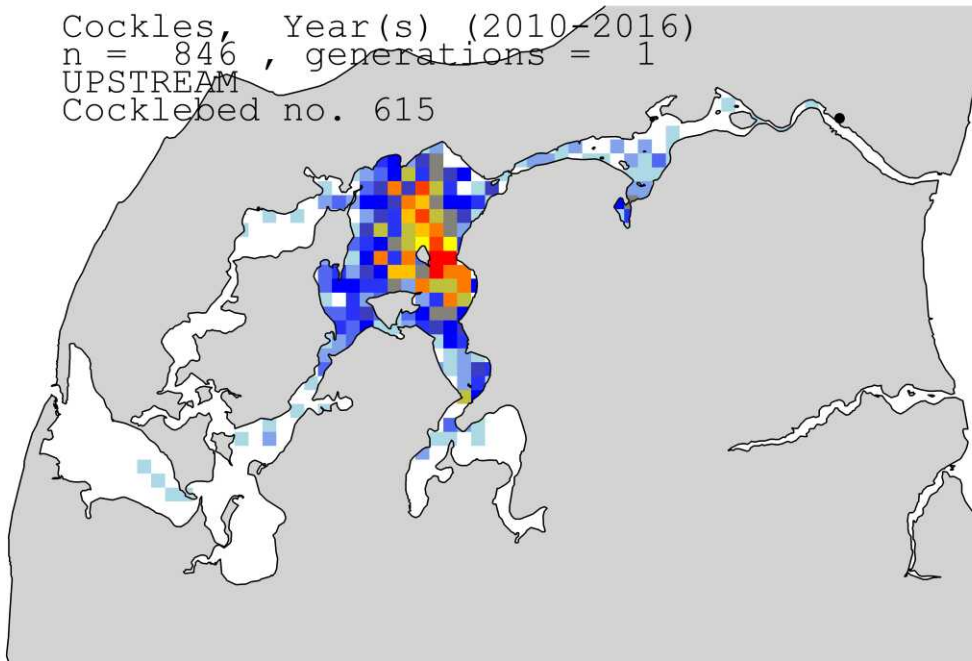 Cockles, Year(s) (2010-2016)
n = 846 , generations = 1
UPSTREAM
Cocklebed no. 615